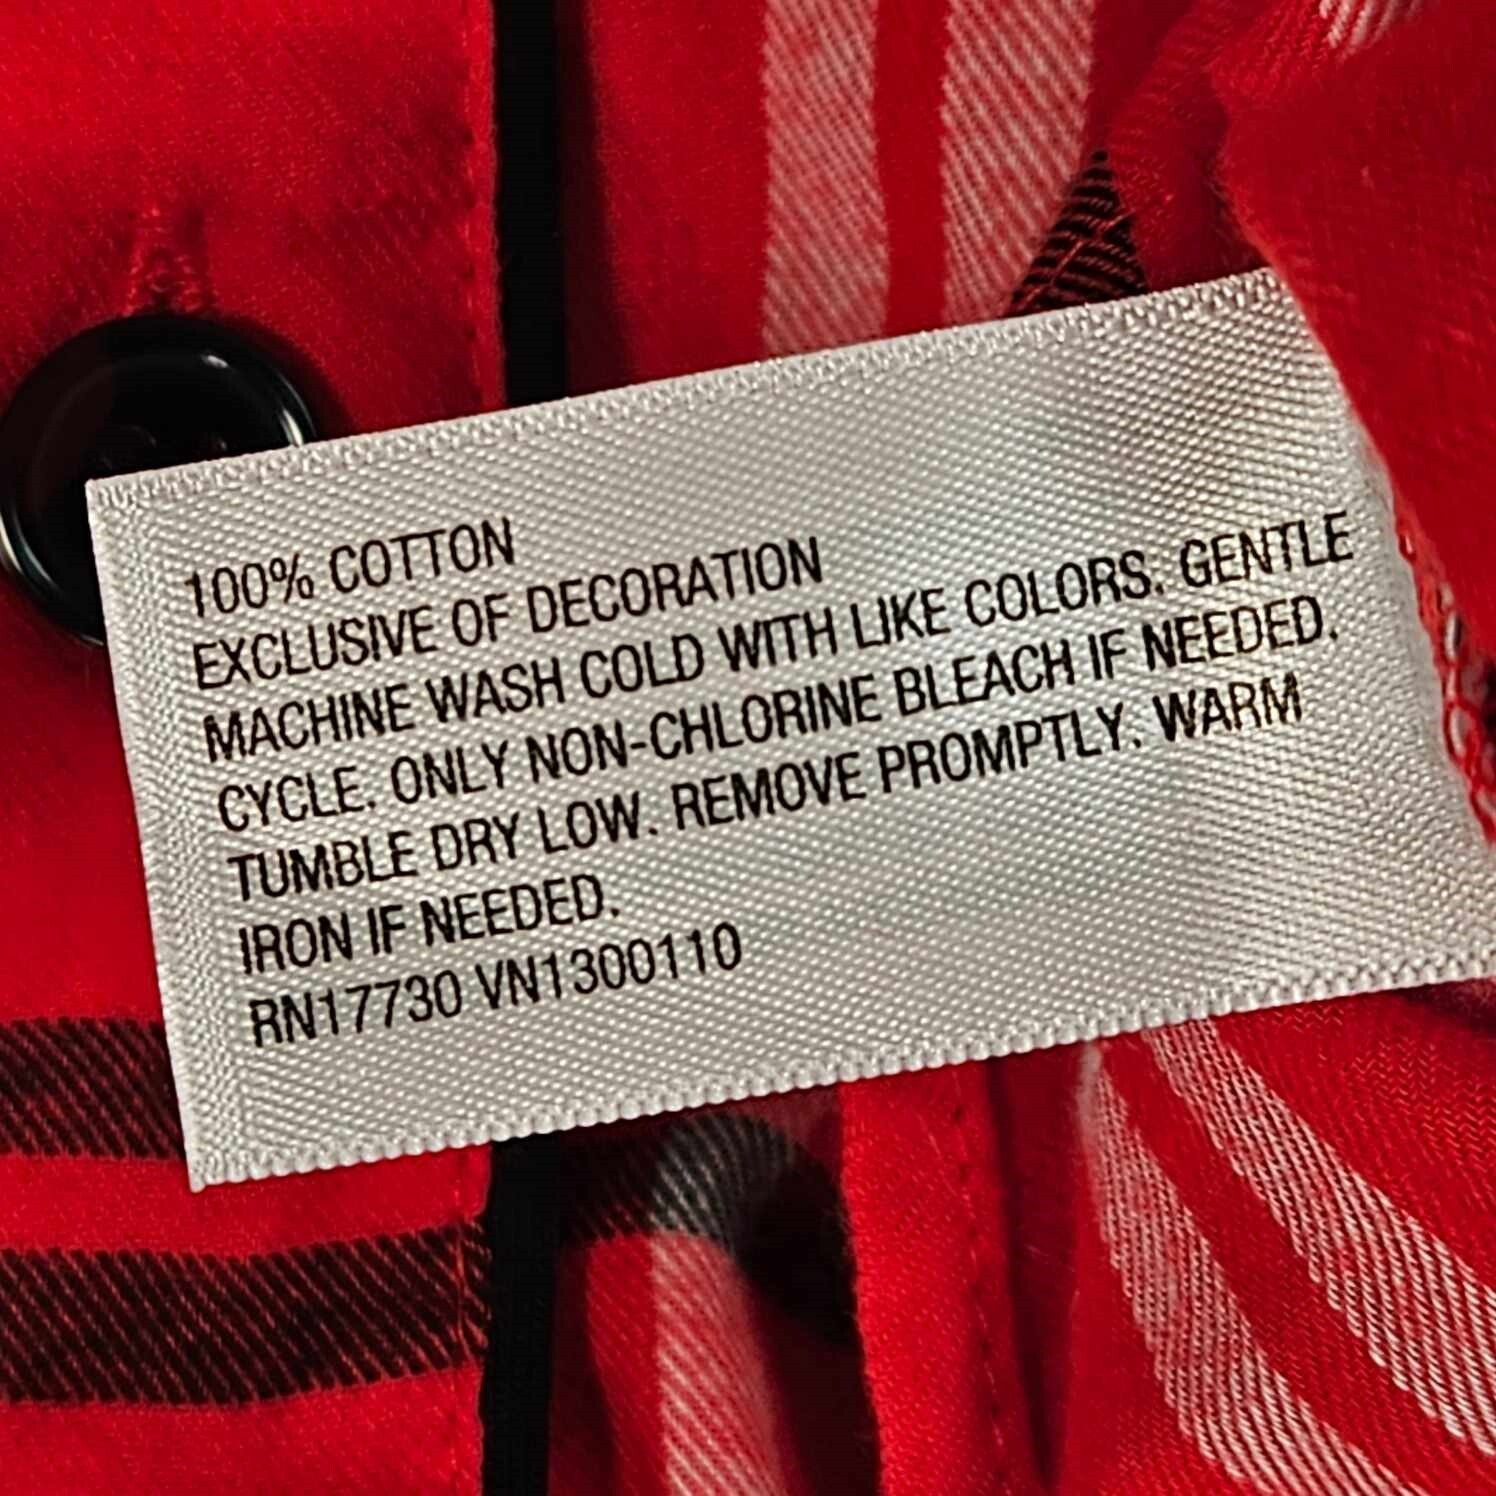 100% COTTON
EXCLUSIVE OF DECORATION
MACHINE WASH COLD WITH LIKE COLORS. GENTLE
CYCLE. ONLY NON-CHLORINE BLEACH IF NEEDED.
TUMBLE DRY LOW. REMOVE PROMPTLY. WARM
IRON IF NEEDED.
RN17730 VN1300110